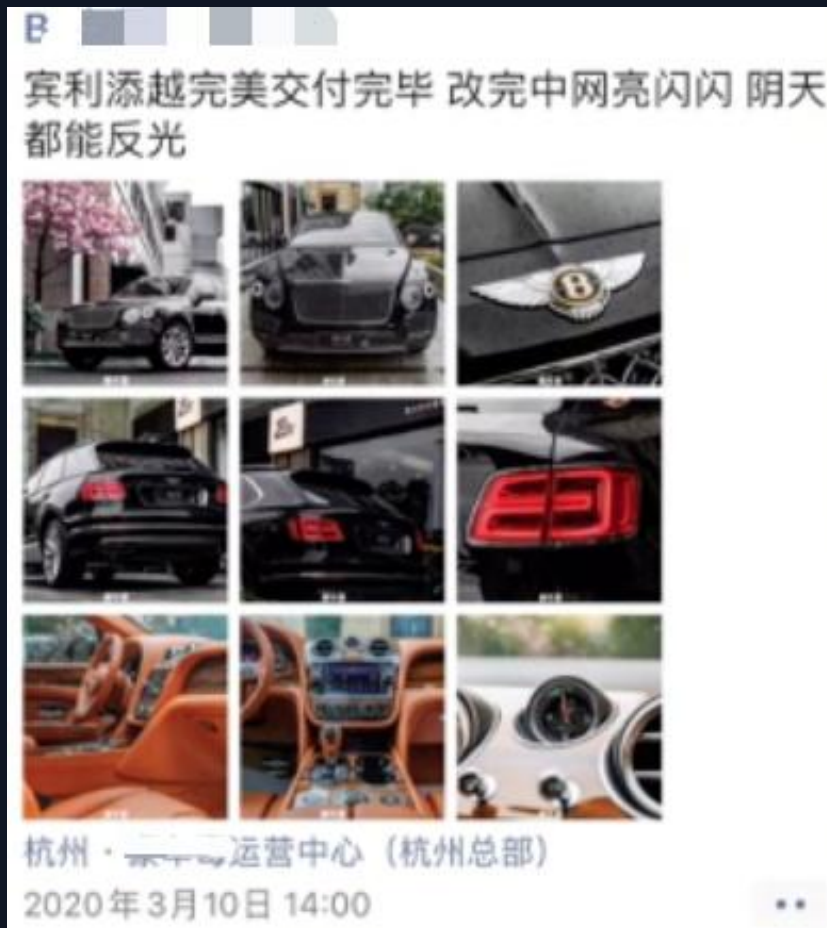 B
宾利添越完美交付完毕 改完中网亮闪闪 阴天
都能反光
B
杭州·运营中心（杭州总部）
2020年3月10日 14:00